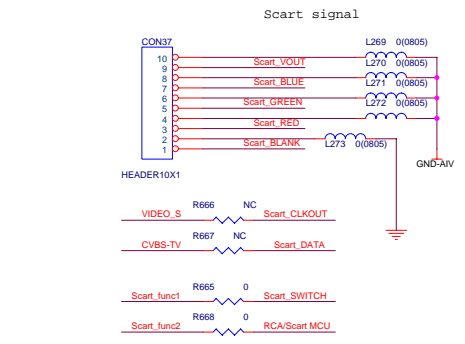 Scart signal
CON37
L269 0(0805)
10
Scart_VOUT
L270 0(0805)
9
8
Scart_BLUE
L271 0(0805)
7
6
Scart_GREEN
L272 0(0805)
5
4
Scart_RED
3
2
Scart_BLANK
L273 0(0805)
1
GND-AIV
HEADER10X1
R666 NC
VIDEO_S Scart_CLKOUT
R667 NC
CVBS-TV Scart_DATA
R665 0
Scart_func1 Scart_SWITCH
R668 0
Scart_func2 RCA/Scart MCU